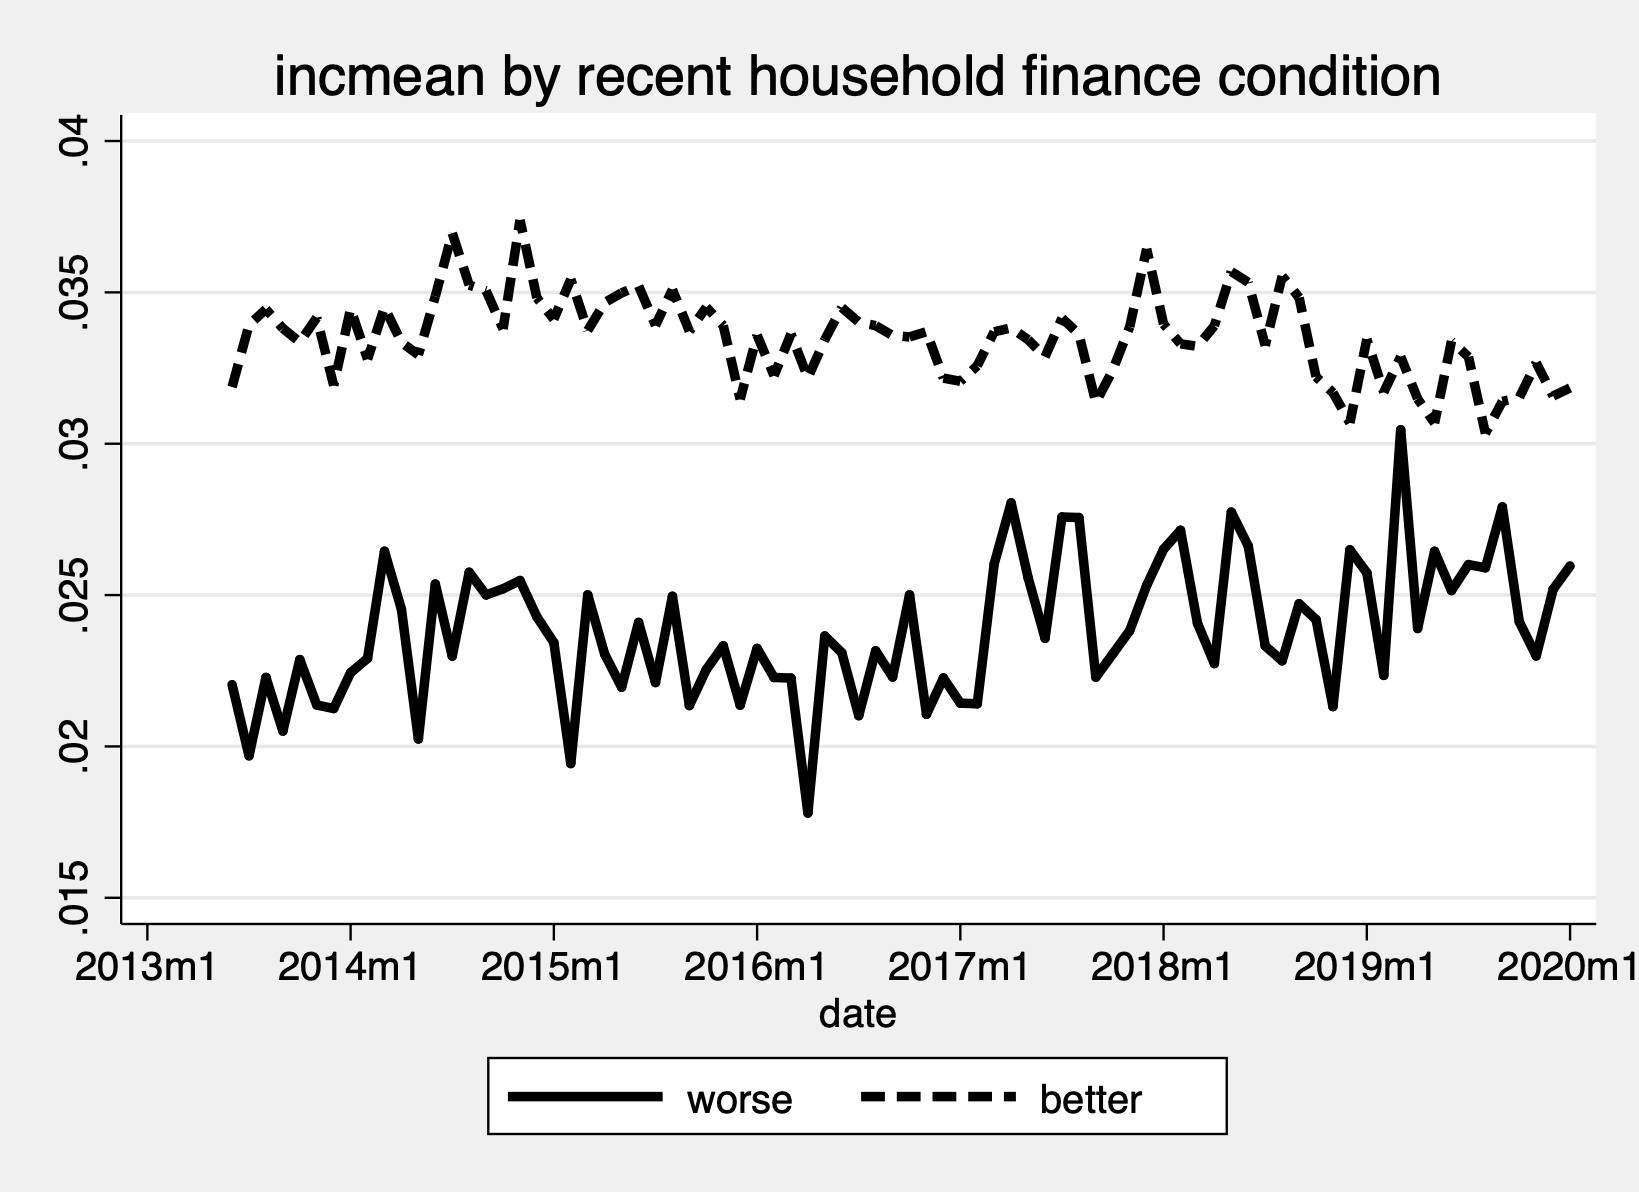 incmean by recent household finance condition
.04
.035
.03
.025
.02
.015
2013m1 2014m1 2015m1 2016m1 2017m1 2018m1 2019m1 2020m1
date
worse better